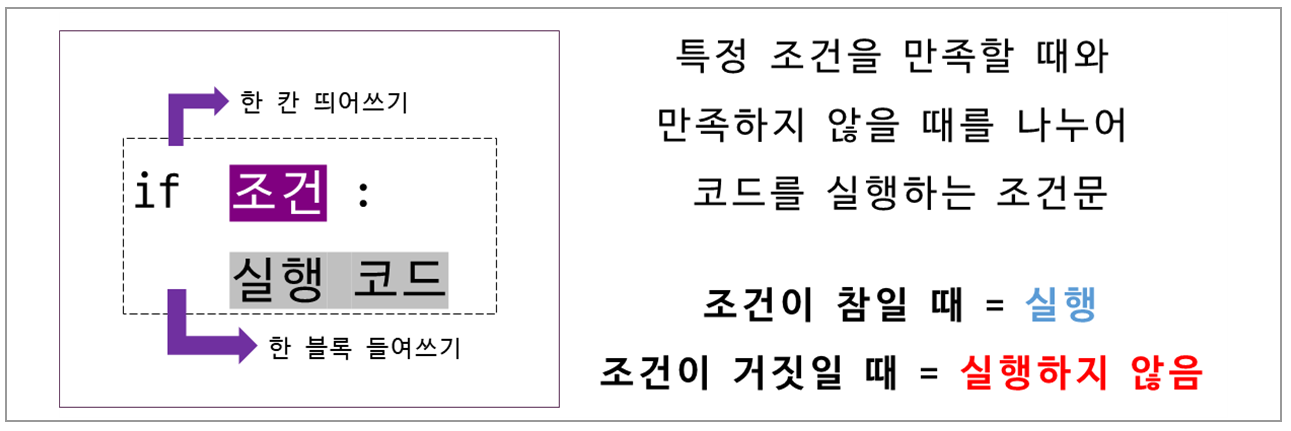 한 칸 띄어쓰기
if 조건 :
실행 코드
한 블록 들여쓰기
특정 조건을 만족할 때와
만족하지 않을 때를 나누어
코드를 실행하는 조건문
조건이 참일 때 = 실행
조건이 거짓일 때 = 실행하지 않음